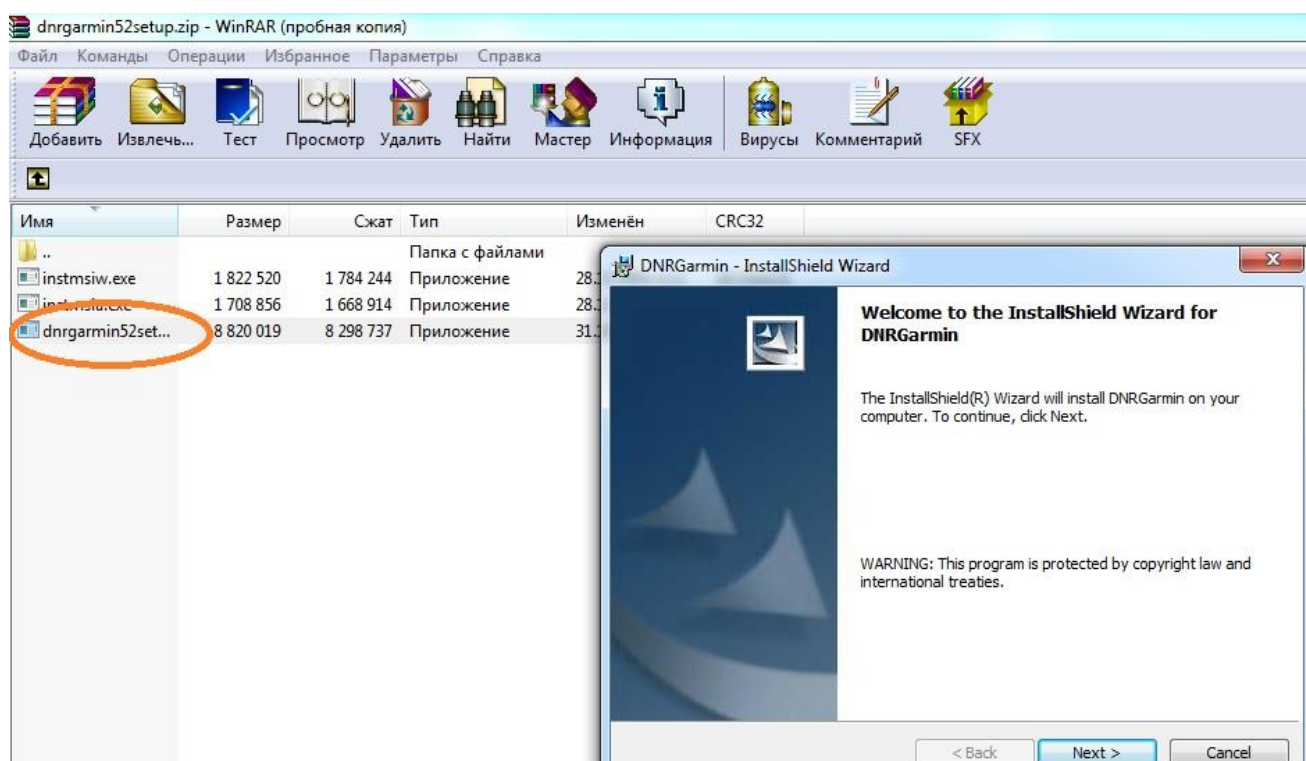 dnrgarmin52setup.zip - WinRAR (пробная копия)
Файл Команды Операции Избранное Параметры Справка
Добавить Извлечь... Тест Просмотр Удалить Найти Мастер Информация Вирусы Комментарий SFX
Имя Размер Сжат Тип Изменён CRC32
.. Папка с файлами
instmsiw.exe 1 822 520 1 784 244 Приложение 28.
1 708 856 1 668 914 Приложение 28.
dnrgarmin52set... 8 820 019 8 298 737 Приложение 31.
DNRGarmin - InstallShield Wizard
Welcome to the InstallShield Wizard for
DNRGarmin
The InstallShield(R) Wizard will install DNRGarmin on your
computer. To continue, click Next.
WARNING: This program is protected by copyright law and
international treaties.
< Back Next > Cancel